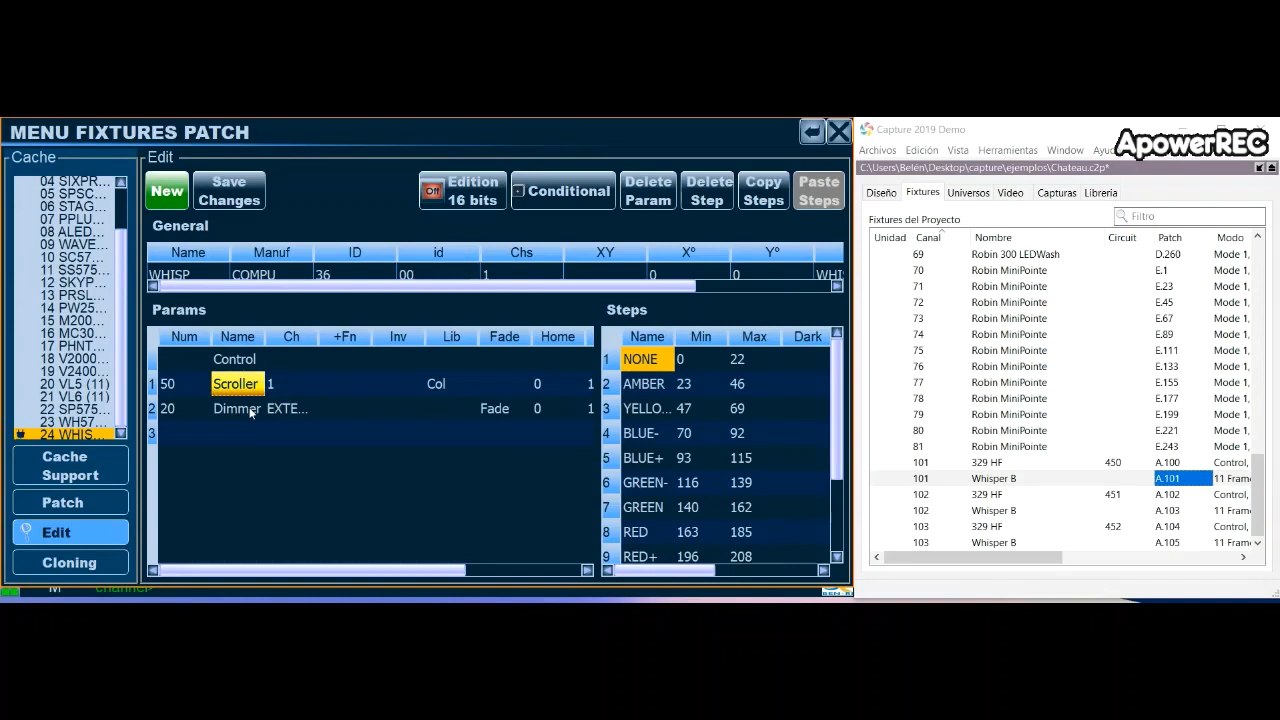 MENU FIXTURES PATCH
Cache
04 SIXPR...
05 SPSC...
06 STAG...
07 PPLU...
08 ALED...
09 WAVE...
10 SC57...
11 SS575...
12 SKYP...
13 PRSL...
14 PW25...
15 M200...
16 MC30...
17 PHNT...
18 V2000...
19 V2400...
20 VL5 (11)
21 VL6 (11)
22 SP575...
23 WH57...
24 WHIS...
Cache Support
Patch
Edit
Cloning
Edit
New
Save Changes
Off
Edition 16 bits
Conditional
Delete Param
Delete Step
Copy Steps
Paste Steps
General
Name Manuf ID id Chs XY Xº Yº
WHISP COMPU 36 00 1 0 0 WHI
Params
Num Name Ch +Fn Inv Lib Fade Home
Control
1 50 Scroller 1 Col 0 1
2 20 Dimmer EXTE... Fade 0 1
3
Steps
Name Min Max Dark
1 NONE 0 22
2 AMBER 23 46
3 YELLO... 47 69
4 BLUE- 70 92
5 BLUE+ 93 115
6 GREEN- 116 139
7 GREEN 140 162
8 RED 163 185
9 RED+ 196 208
M channel>
Capture 2019 Demo
ApowerREC
Archivos Edición Vista Herramientas Window Ayu
C:\Users\Belén\Desktop\capture\ejemplos\Chateau.c2p*
Diseño Fixtures Universos Vídeo Capturas Librería
Fixtures del Proyecto
Filtro
Unidad Canal Nombre Circuit Patch Modo
69 Robin 300 LEDWash D.260 Mode 1,
70 Robin MiniPointe E.1 Mode 1,
71 Robin MiniPointe E.23 Mode 1,
72 Robin MiniPointe E.45 Mode 1,
73 Robin MiniPointe E.67 Mode 1,
74 Robin MiniPointe E.89 Mode 1,
75 Robin MiniPointe E.111 Mode 1,
76 Robin MiniPointe E.133 Mode 1,
77 Robin MiniPointe E.155 Mode 1,
78 Robin MiniPointe E.177 Mode 1,
79 Robin MiniPointe E.199 Mode 1,
80 Robin MiniPointe E.221 Mode 1,
81 Robin MiniPointe E.243 Mode 1,
101 329 HF 450 A.100 Control,
101 Whisper B A.101 11 Frame
102 329 HF 451 A.102 Control,
102 Whisper B A.103 11 Frame
103 329 HF 452 A.104 Control,
103 Whisper B A.105 11 Frame